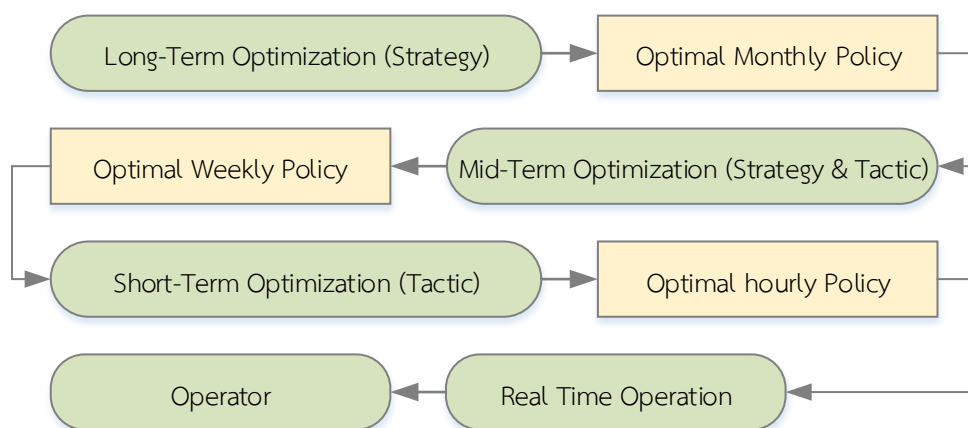 Long-Term Optimization (Strategy)
Optimal Monthly Policy
Optimal Weekly Policy
Mid-Term Optimization (Strategy & Tactic)
Short-Term Optimization (Tactic)
Optimal hourly Policy
Operator
Real Time Operation